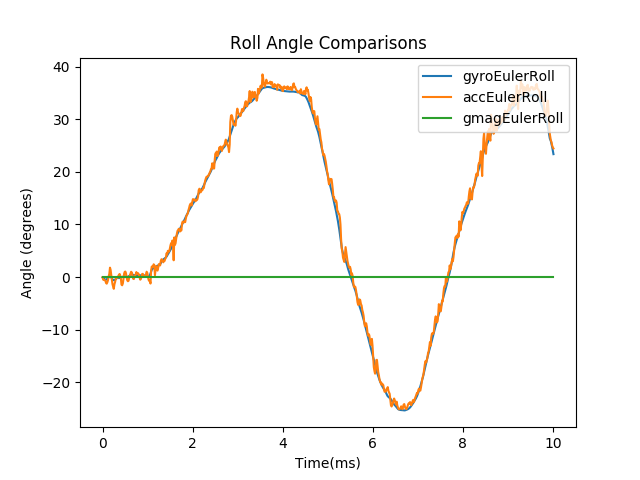 Roll Angle Comparisons
gyroEulerRoll
accEulerRoll
gmagEulerRoll
Angle (degrees)
40
30
20
10
0
−10
−20
0 2 4 6 8 10
Time(ms)